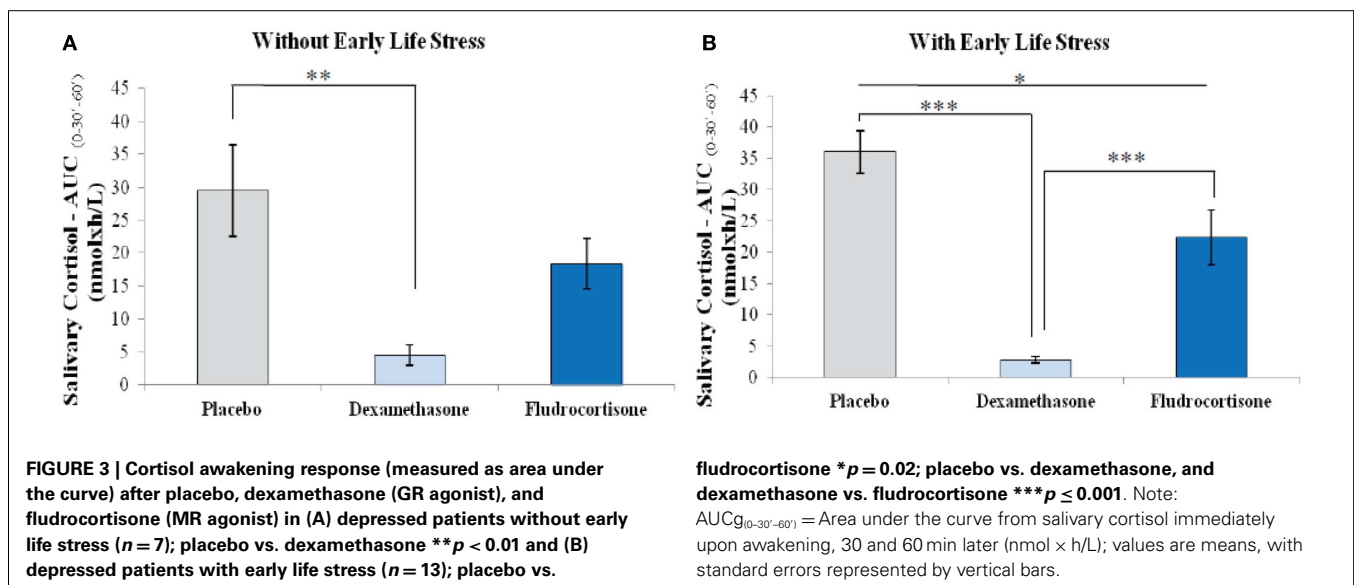 A
Without Early Life Stress
Salivary Cortisol - AUC (0-30'-60')
(nmolxh/L)
**
45
40
35
30
25
20
15
10
5
0
Placebo Dexamethasone Fludrocortisone
B
With Early Life Stress
Salivary Cortisol - AUC (0-30'-60')
(nmolxh/L)
*
***
***
45
40
35
30
25
20
15
10
5
0
Placebo Dexamethasone Fludrocortisone
FIGURE 3 | Cortisol awakening response (measured as area under
the curve) after placebo, dexamethasone (GR agonist), and
fludrocortisone (MR agonist) in (A) depressed patients without early
life stress (n = 7); placebo vs. dexamethasone **p < 0.01 and (B)
depressed patients with early life stress (n = 13); placebo vs.
fludrocortisone *p = 0.02; placebo vs. dexamethasone, and
dexamethasone vs. fludrocortisone ***p ≤ 0.001. Note:
AUCg(0–30′–60′) = Area under the curve from salivary cortisol immediately
upon awakening, 30 and 60 min later (nmol × h/L); values are means, with
standard errors represented by vertical bars.